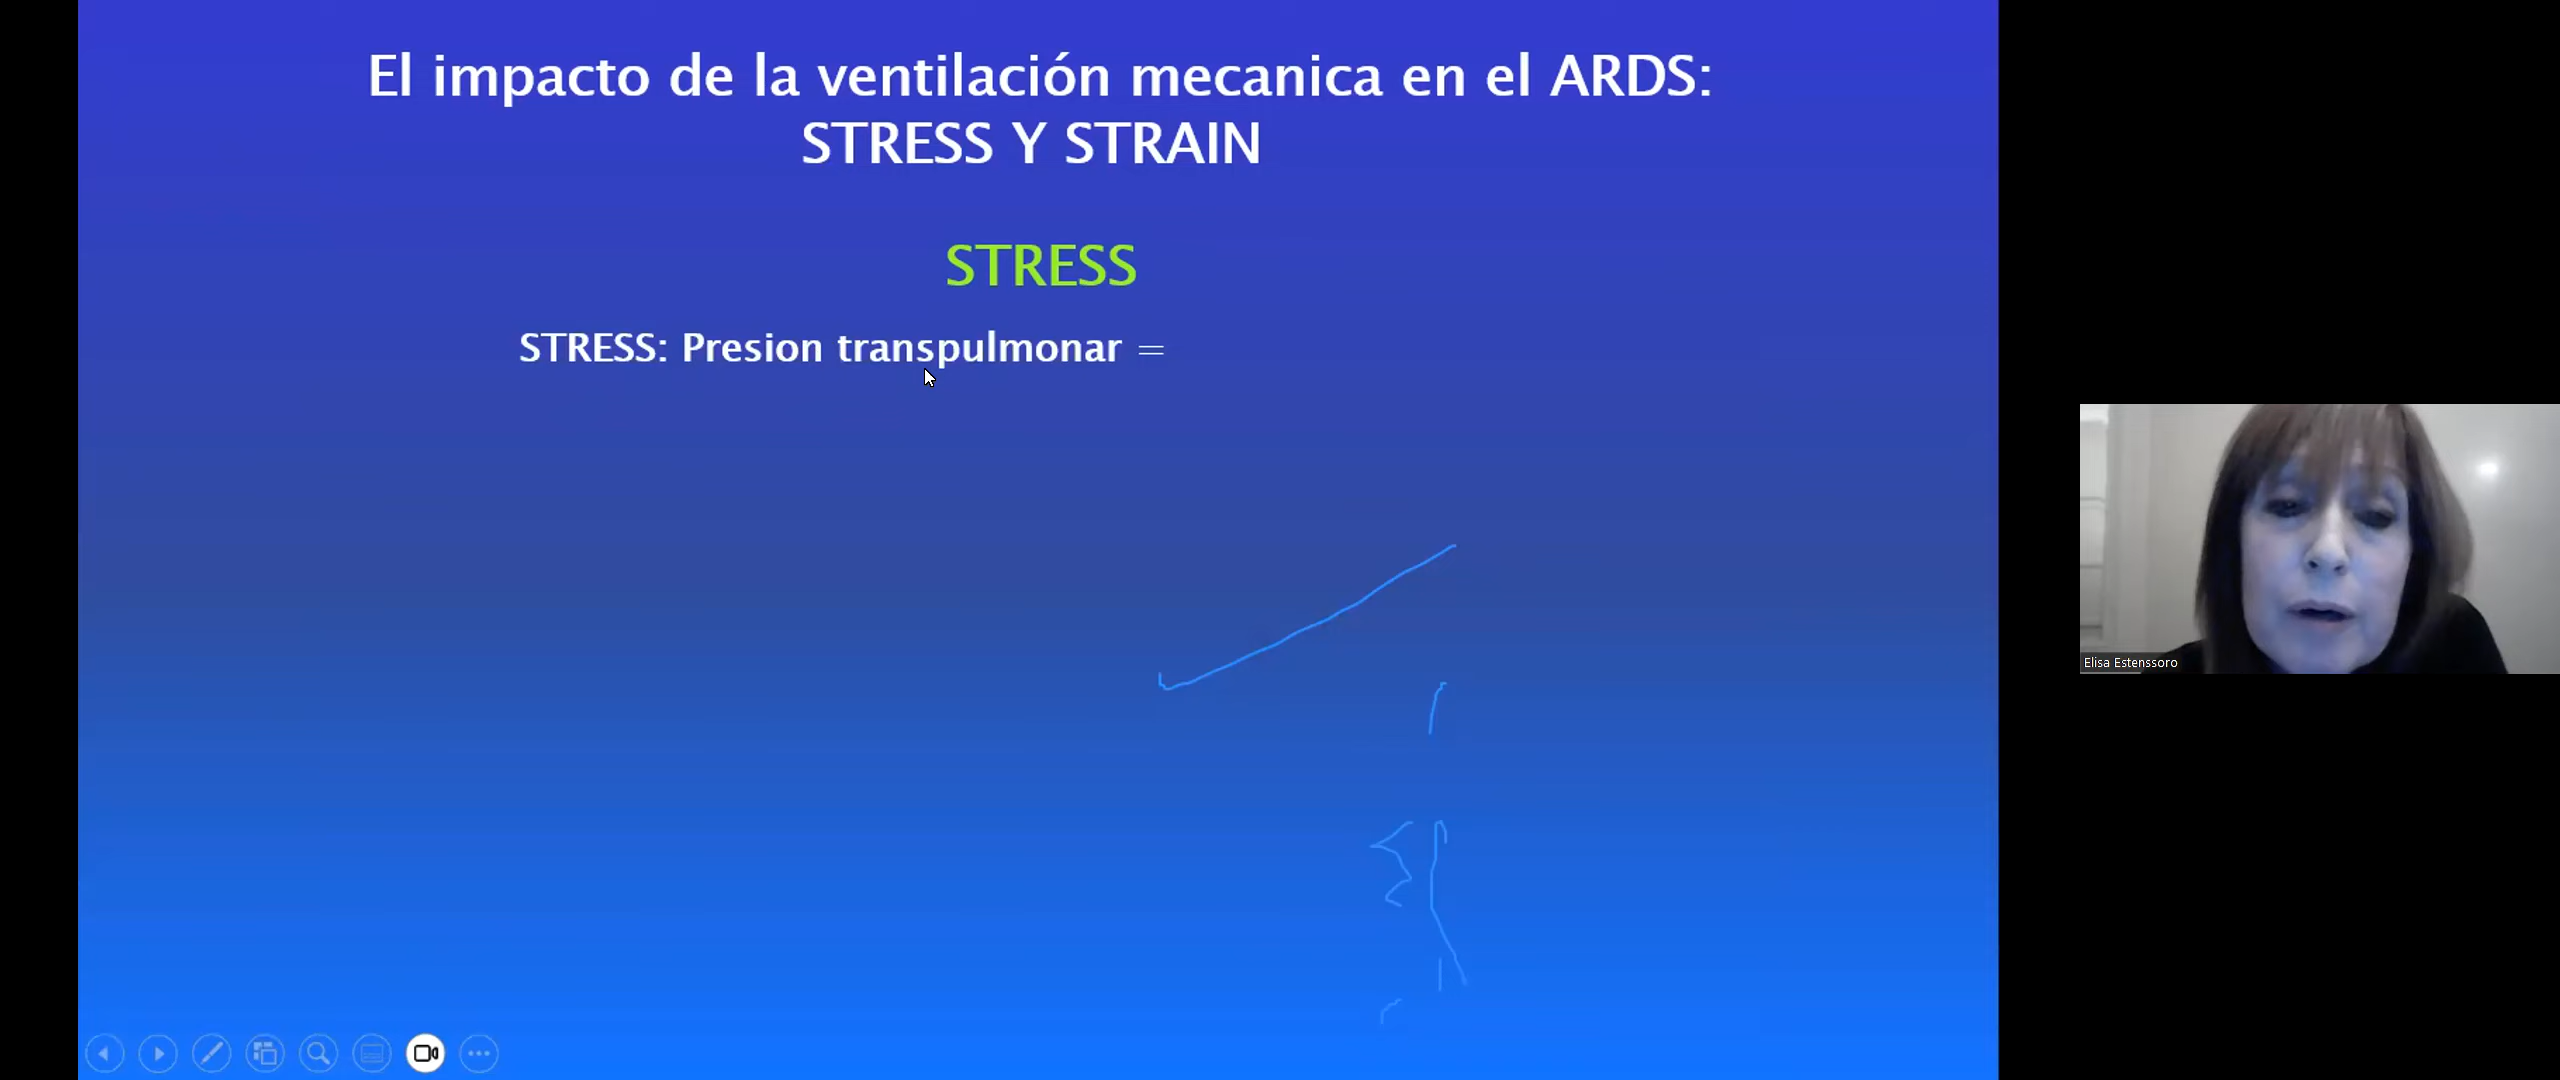 El impacto de la ventilación mecanica en el ARDS:
STRESS Y STRAIN
STRESS
STRESS: Presion transpulmonar =
Elisa Estenssoro